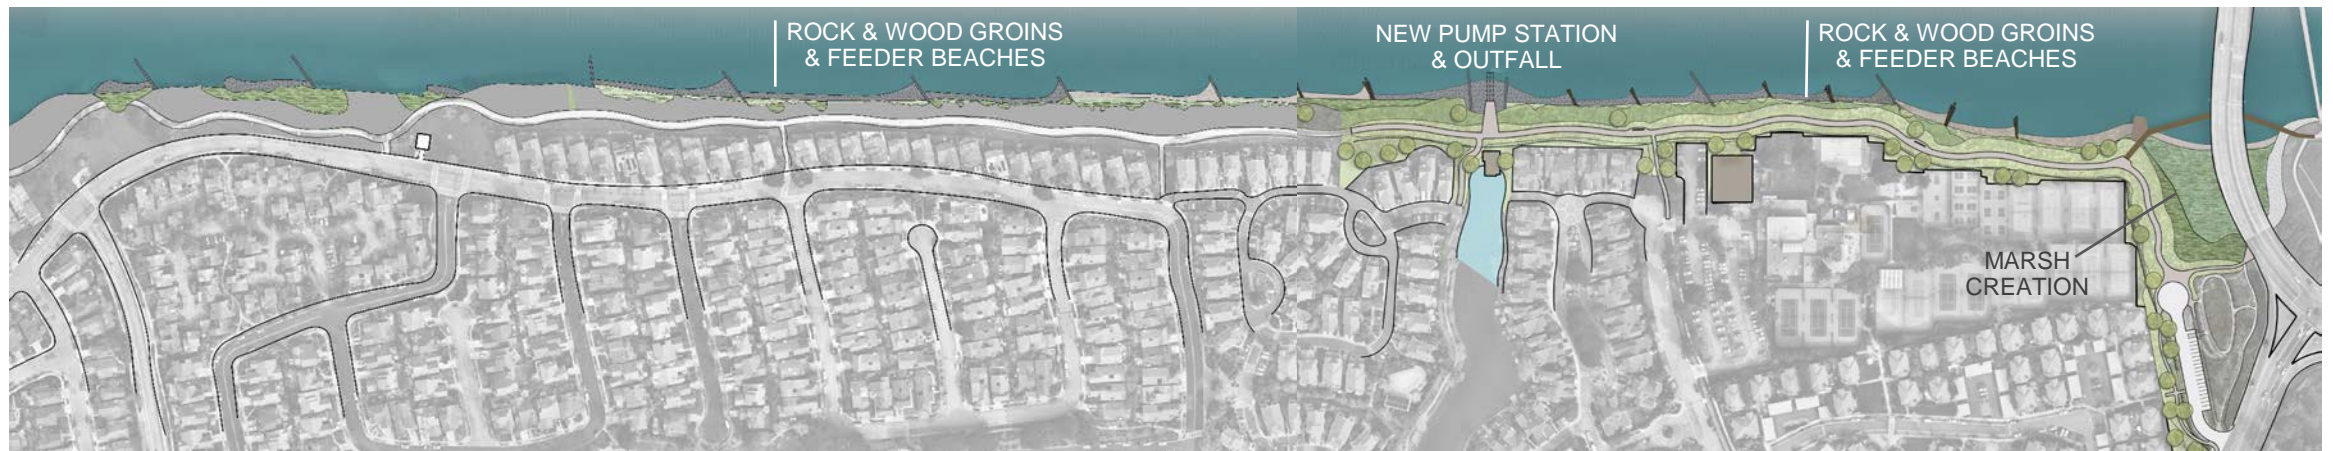 ROCK & WOOD GROINS
& FEEDER BEACHES
NEW PUMP STATION
& OUTFALL
ROCK & WOOD GROINS
& FEEDER BEACHES
MARSH
CREATION